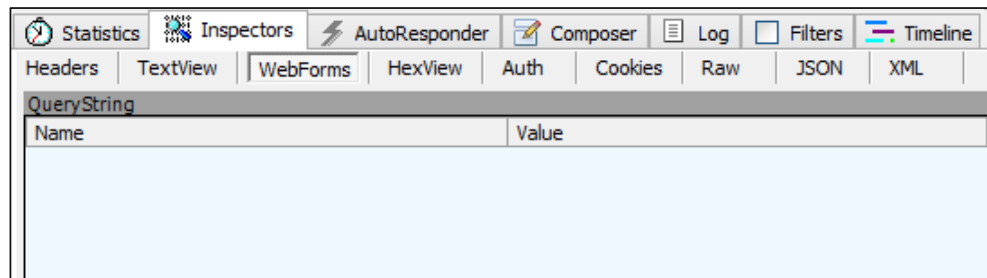 Statistics Inspectors AutoResponder Composer Log Filters Timeline
Headers TextView WebForms HexView Auth Cookies Raw JSON XML
QueryString
Name Value